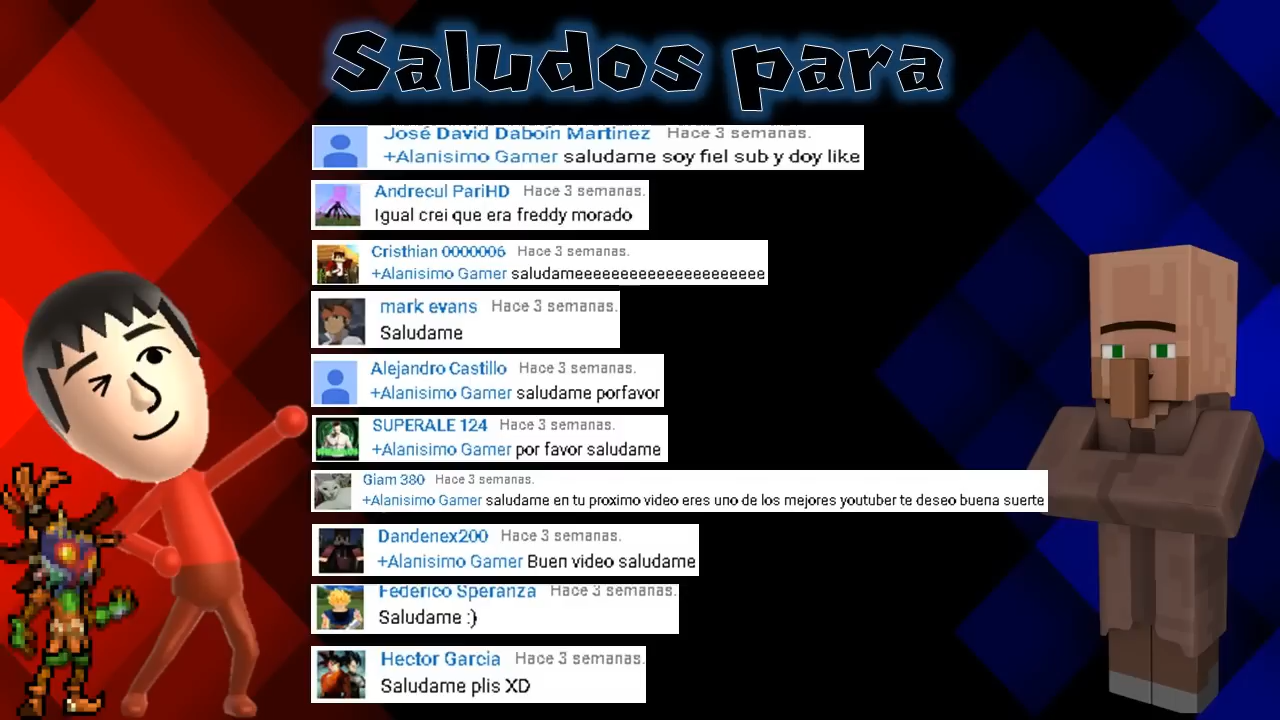 Saludos para
José David Daboín Martinez Hace 3 semanas.
+Alanisimo Gamer saludame soy fiel sub y doy like
Andrecul PariHD Hace 3 semanas.
Igual crei que era freddy morado
Cristhian 0000006 Hace 3 semanas.
+Alanisimo Gamer saludameeeeeeeeeeeeeeeeeeeee
mark evans Hace 3 semanas.
Saludame
Alejandro Castillo Hace 3 semanas.
+Alanisimo Gamer saludame porfavor
SUPERALE 124 Hace 3 semanas.
+Alanisimo Gamer por favor saludame
Giam 380 Hace 3 semanas.
+Alanisimo Gamer saludame en tu proximo video eres uno de los mejores youtuber te deseo buena suerte
Dandenex200 Hace 3 semanas.
+Alanisimo Gamer Buen video saludame
Federico Speranza Hace 3 semanas.
Saludame :)
Hector Garcia Hace 3 semanas.
Saludame plis XD